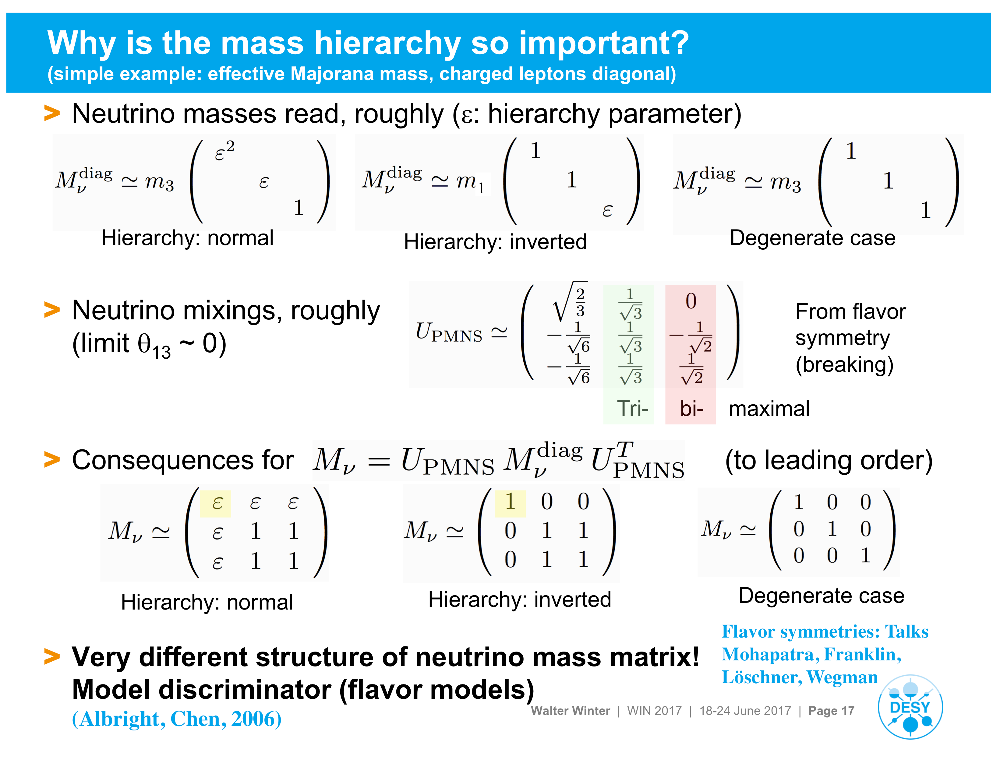 Why is the mass hierarchy so important?
(simple example: effective Majorana mass, charged leptons diagonal)
> Neutrino masses read, roughly (ε: hierarchy parameter)
$M_\nu^{\text{diag}} \simeq m_3 \begin{pmatrix} \varepsilon^2 & & \\ & \varepsilon & \\ & & 1 \end{pmatrix}$
Hierarchy: normal
$M_\nu^{\text{diag}} \simeq m_1 \begin{pmatrix} 1 & & \\ & 1 & \\ & & \varepsilon \end{pmatrix}$
Hierarchy: inverted
$M_\nu^{\text{diag}} \simeq m_3 \begin{pmatrix} 1 & & \\ & 1 & \\ & & 1 \end{pmatrix}$
Degenerate case
> Neutrino mixings, roughly
(limit θ₁₃ ~ 0)
$U_{\text{PMNS}} \simeq \begin{pmatrix} \sqrt{\frac{2}{3}} & \frac{1}{\sqrt{3}} & 0 \\ -\frac{1}{\sqrt{6}} & \frac{1}{\sqrt{3}} & -\frac{1}{\sqrt{2}} \\ -\frac{1}{\sqrt{6}} & \frac{1}{\sqrt{3}} & \frac{1}{\sqrt{2}} \end{pmatrix}$
Tri- bi- maximal
From flavor
symmetry
(breaking)
> Consequences for $M_\nu = U_{\text{PMNS}} M_\nu^{\text{diag}} U_{\text{PMNS}}^T$ (to leading order)
$M_\nu \simeq \begin{pmatrix} \varepsilon & \varepsilon & \varepsilon \\ \varepsilon & 1 & 1 \\ \varepsilon & 1 & 1 \end{pmatrix}$
Hierarchy: normal
$M_\nu \simeq \begin{pmatrix} 1 & 0 & 0 \\ 0 & 1 & 1 \\ 0 & 1 & 1 \end{pmatrix}$
Hierarchy: inverted
$M_\nu \simeq \begin{pmatrix} 1 & 0 & 0 \\ 0 & 1 & 0 \\ 0 & 0 & 1 \end{pmatrix}$
Degenerate case
> Very different structure of neutrino mass matrix!
Model discriminator (flavor models)
(Albright, Chen, 2006)
Flavor symmetries: Talks
Mohapatra, Franklin,
Löschner, Wegman
Walter Winter | WIN 2017 | 18-24 June 2017 | Page 17
DESY